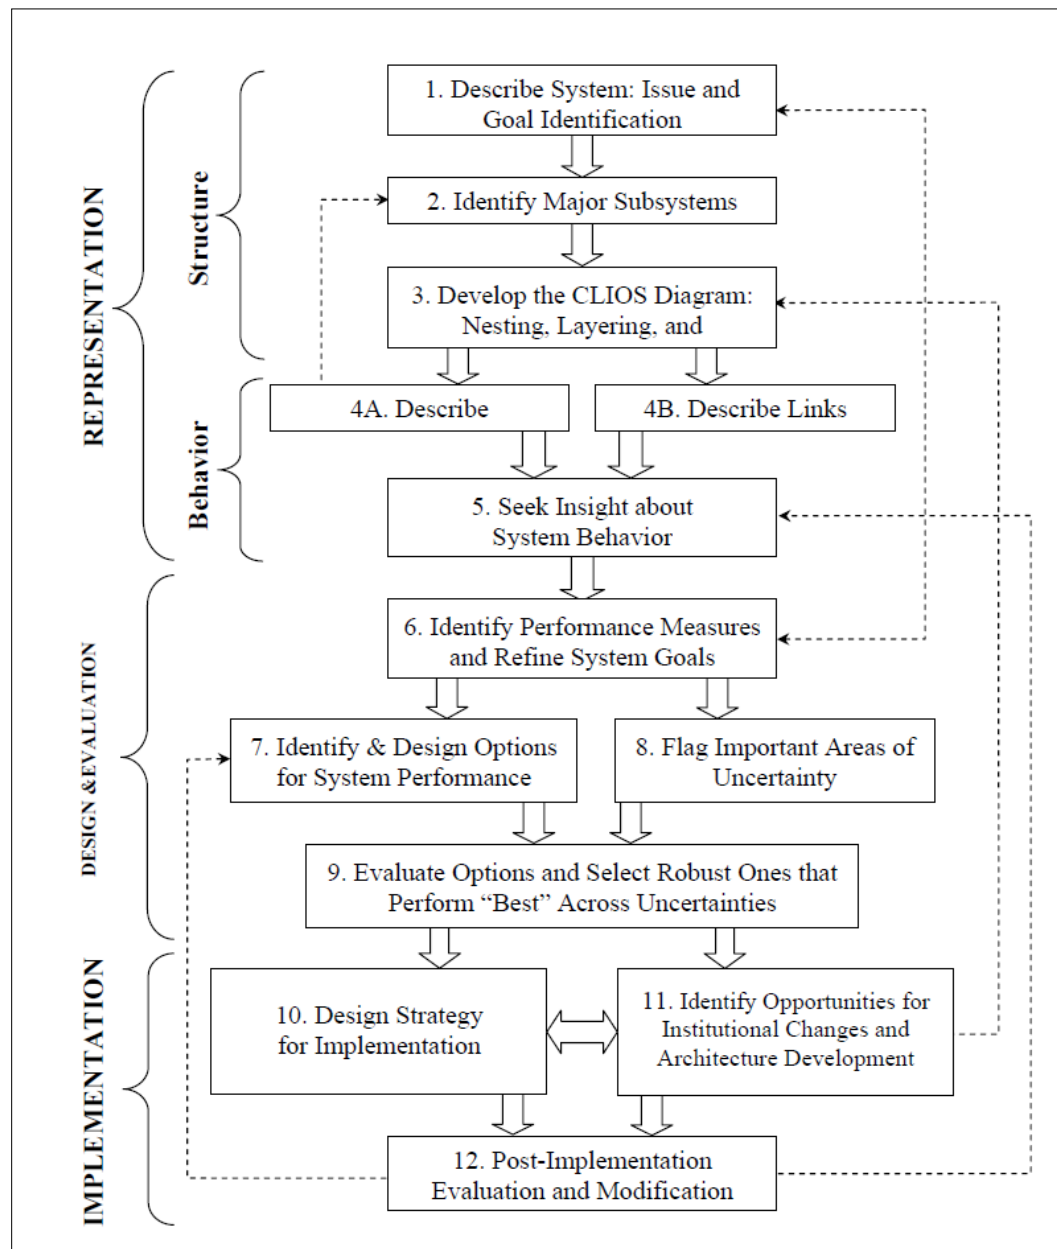 REPRESENTATION
Structure
Behavior
1. Describe System: Issue and
Goal Identification
2. Identify Major Subsystems
3. Develop the CLIOS Diagram:
Nesting, Layering, and
4A. Describe
4B. Describe Links
5. Seek Insight about
System Behavior
DESIGN &EVALUATION
6. Identify Performance Measures
and Refine System Goals
7. Identify & Design Options
for System Performance
8. Flag Important Areas of
Uncertainty
9. Evaluate Options and Select Robust Ones that
Perform “Best” Across Uncertainties
IMPLEMENTATION
10. Design Strategy
for Implementation
11. Identify Opportunities for
Institutional Changes and
Architecture Development
12. Post-Implementation
Evaluation and Modification